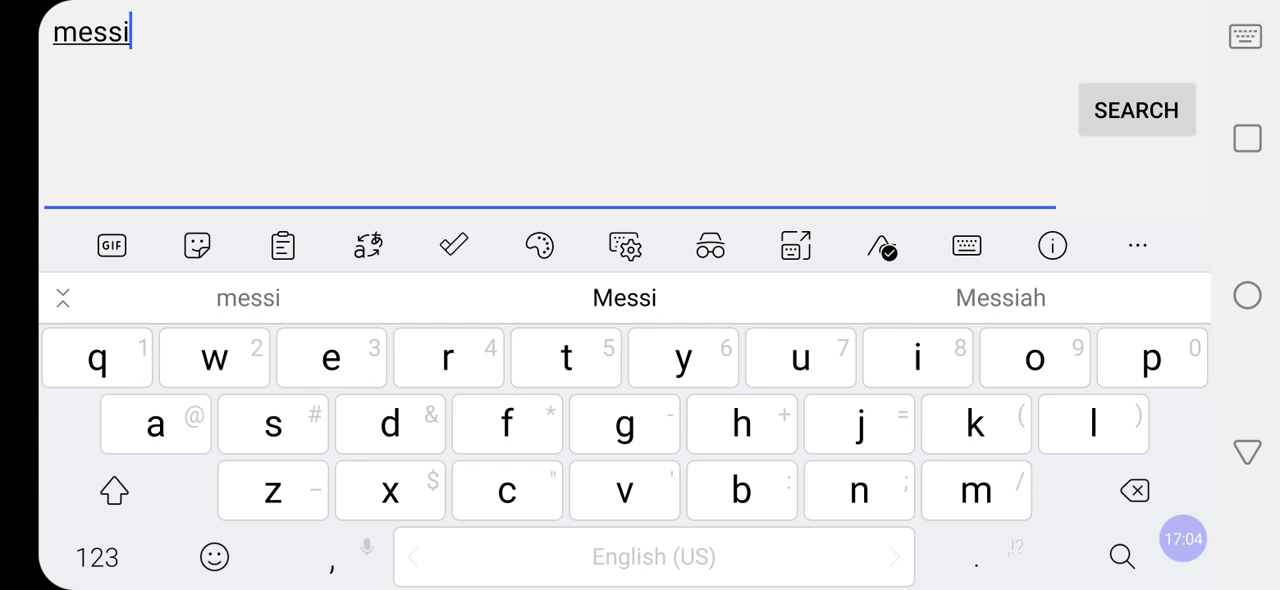 messi
SEARCH
GIF
messi Messi Messiah
q 1 w 2 e 3 r 4 t 5 y 6 u 7 i 8 o 9 p 0
a @ s # d & f * g - h + j = k ( l )
z _ x $ c " v ' b : n ; m /
123 , < English (US) > . ,!?
17:04